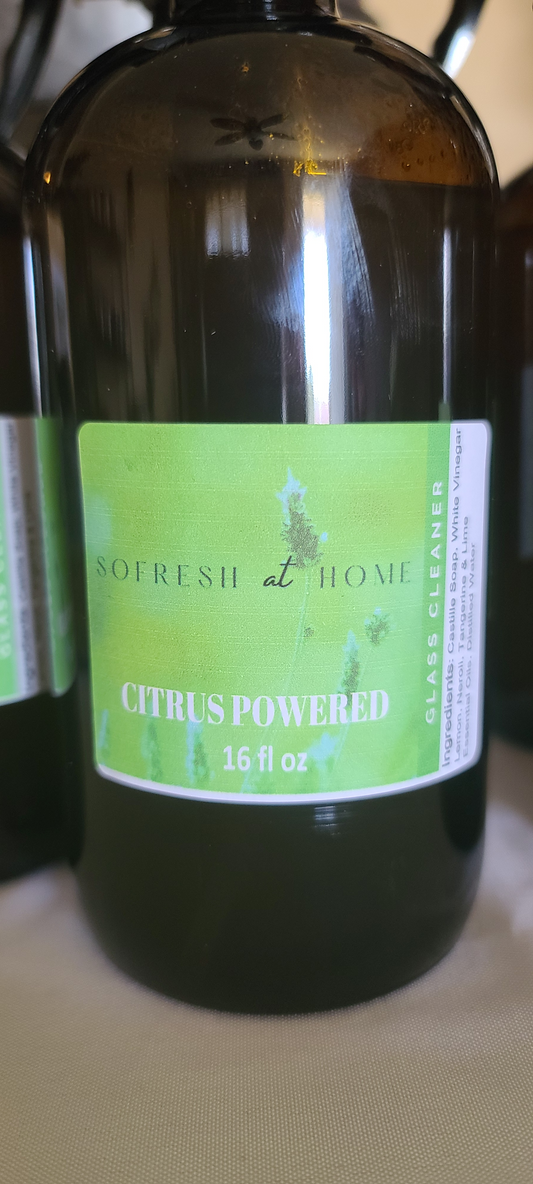 SOFRESH at HOME
CITRUS POWERED
16 fl oz
GLASS CLEANER
Ingredients: Castile Soap, White Vinegar
Lemon, Neroli, Tangerine & Lime
Essential Oils, Distilled Water